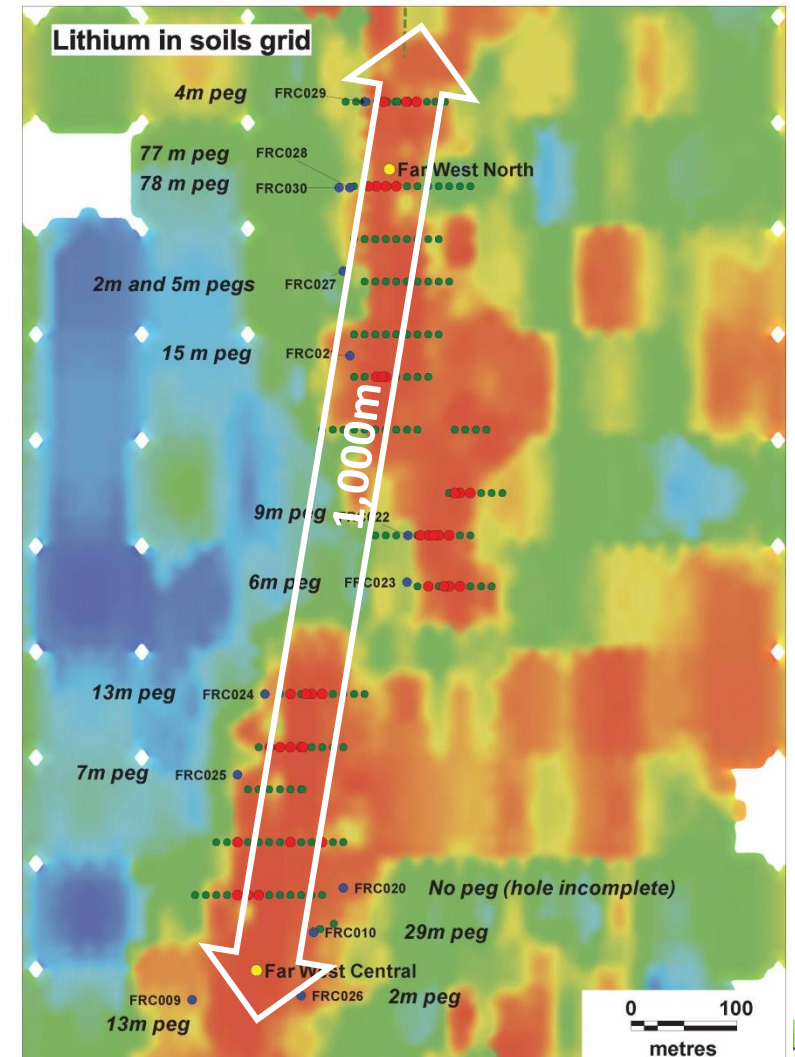 Lithium in soils grid
4m peg FRC029
77 m peg FRC028
Far West North
78 m peg FRC030
2m and 5m pegs FRC027
15 m peg
1,000m
9m peg
6m peg FRC023
13m peg FRC024
7m peg FRC025
FRC020 No peg (hole incomplete)
FRC010 29m peg
Far West Central
FRC009 FRC026 2m peg
13m peg
0 100
metres